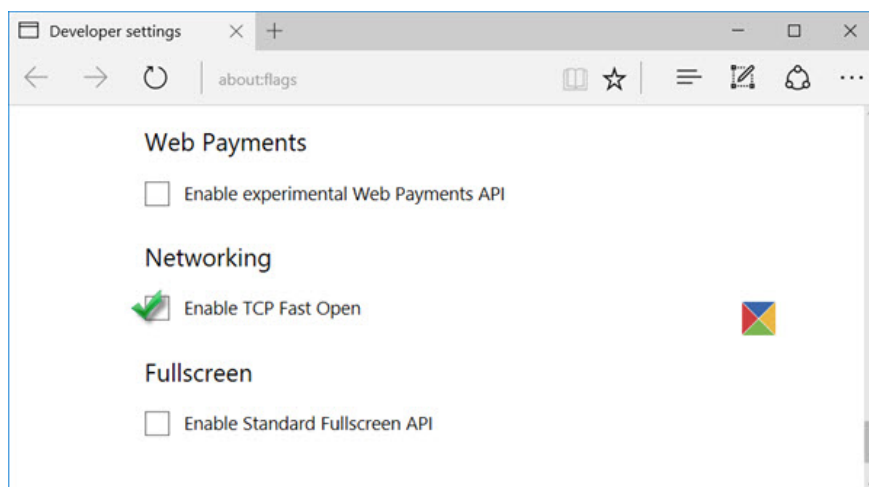 Developer settings
about:flags
Web Payments
Enable experimental Web Payments API
Networking
Enable TCP Fast Open
Fullscreen
Enable Standard Fullscreen API